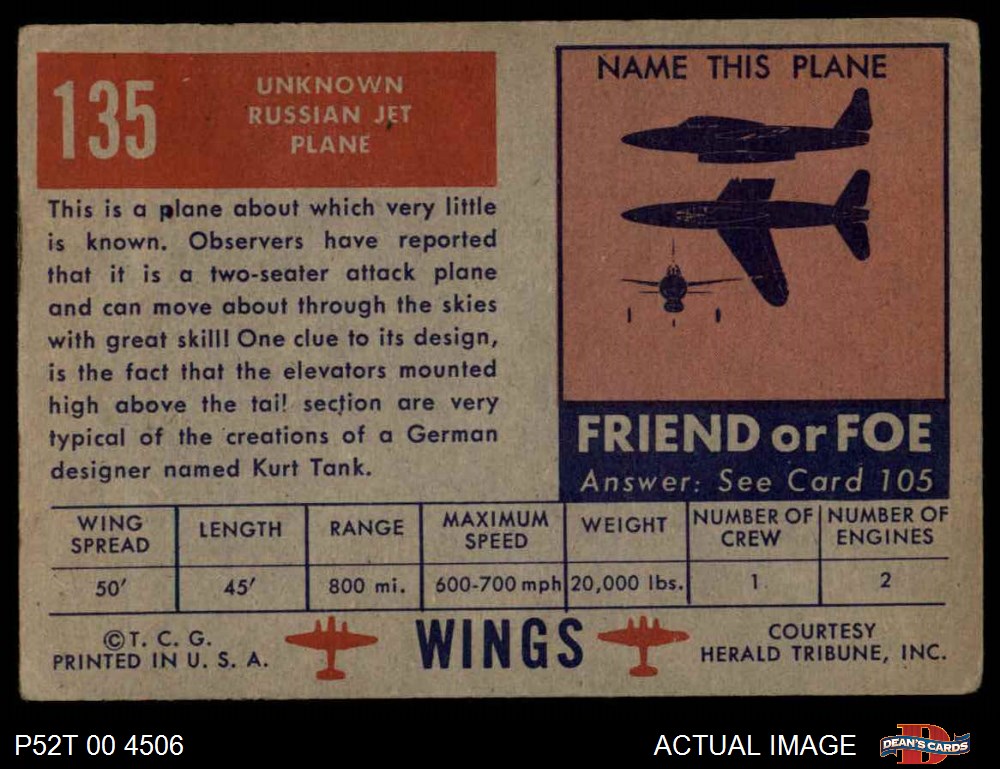 135
UNKNOWN
RUSSIAN JET
PLANE
This is a plane about which very little
is known. Observers have reported
that it is a two-seater attack plane
and can move about through the skies
with great skill! One clue to its design,
is the fact that the elevators mounted
high above the tail section are very
typical of the creations of a German
designer named Kurt Tank.
NAME THIS PLANE
FRIEND or FOE
Answer: See Card 105
WING SPREAD
LENGTH
RANGE
MAXIMUM SPEED
WEIGHT
NUMBER OF CREW
NUMBER OF ENGINES
50'
45'
800 mi.
600-700 mph
20,000 lbs.
1
2
©T. C. G.
PRINTED IN U. S. A.
WINGS
COURTESY
HERALD TRIBUNE, INC.
P52T 00 4506
ACTUAL IMAGE
D
DEAN'S CARDS